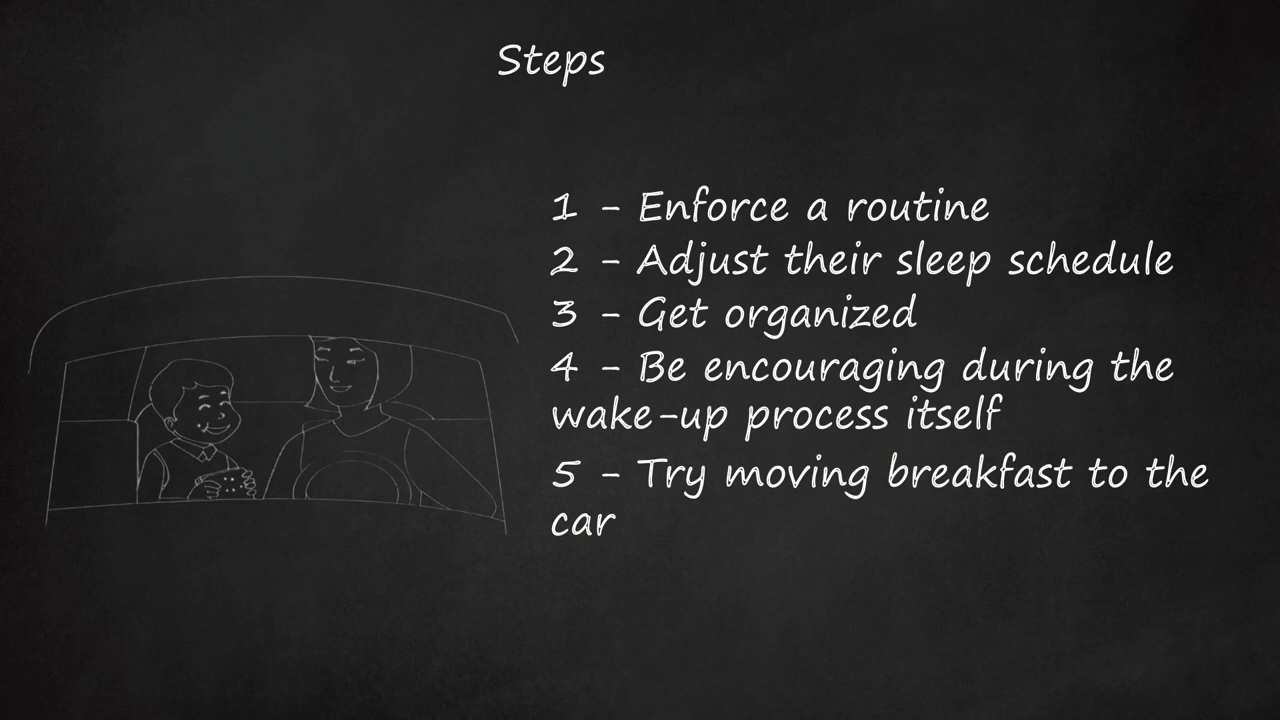 Steps
1 - Enforce a routine
2 - Adjust their sleep schedule
3 - Get organized
4 - Be encouraging during the
wake-up process itself
5 - Try moving breakfast to the
car